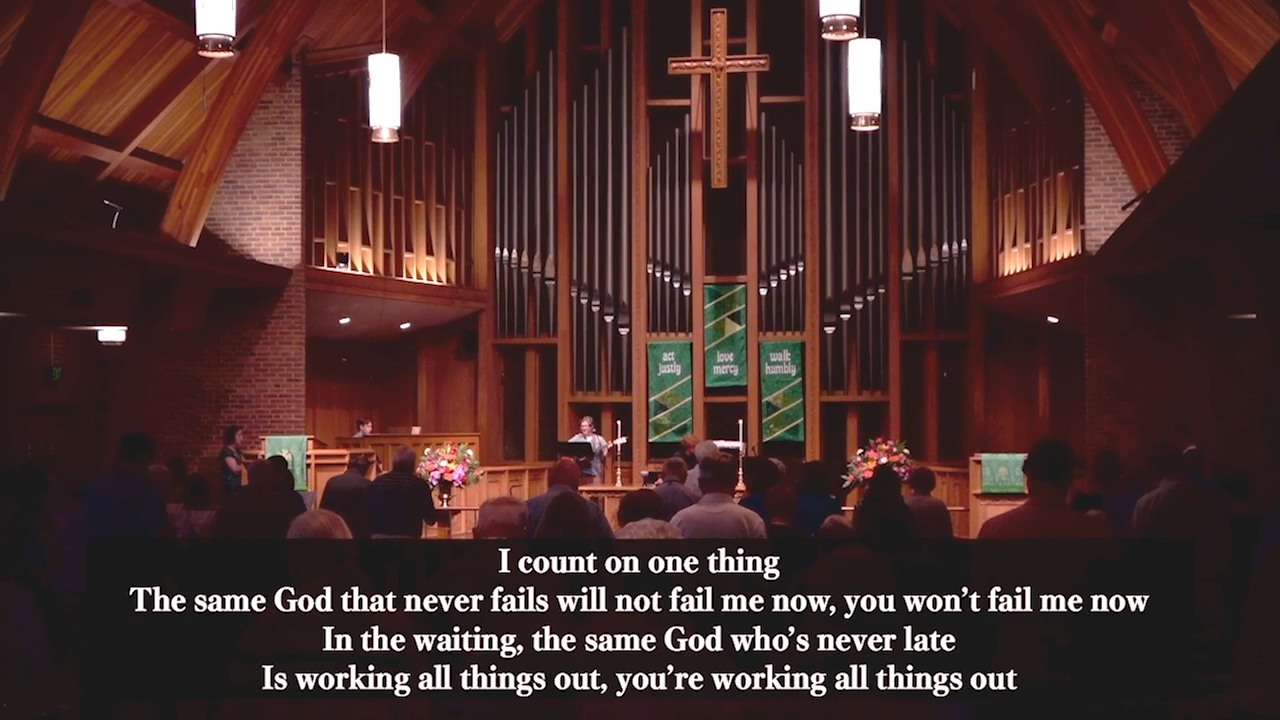 act
justly
love
mercy
walk
humbly
I count on one thing
The same God that never fails will not fail me now, you won’t fail me now
In the waiting, the same God who’s never late
Is working all things out, you’re working all things out